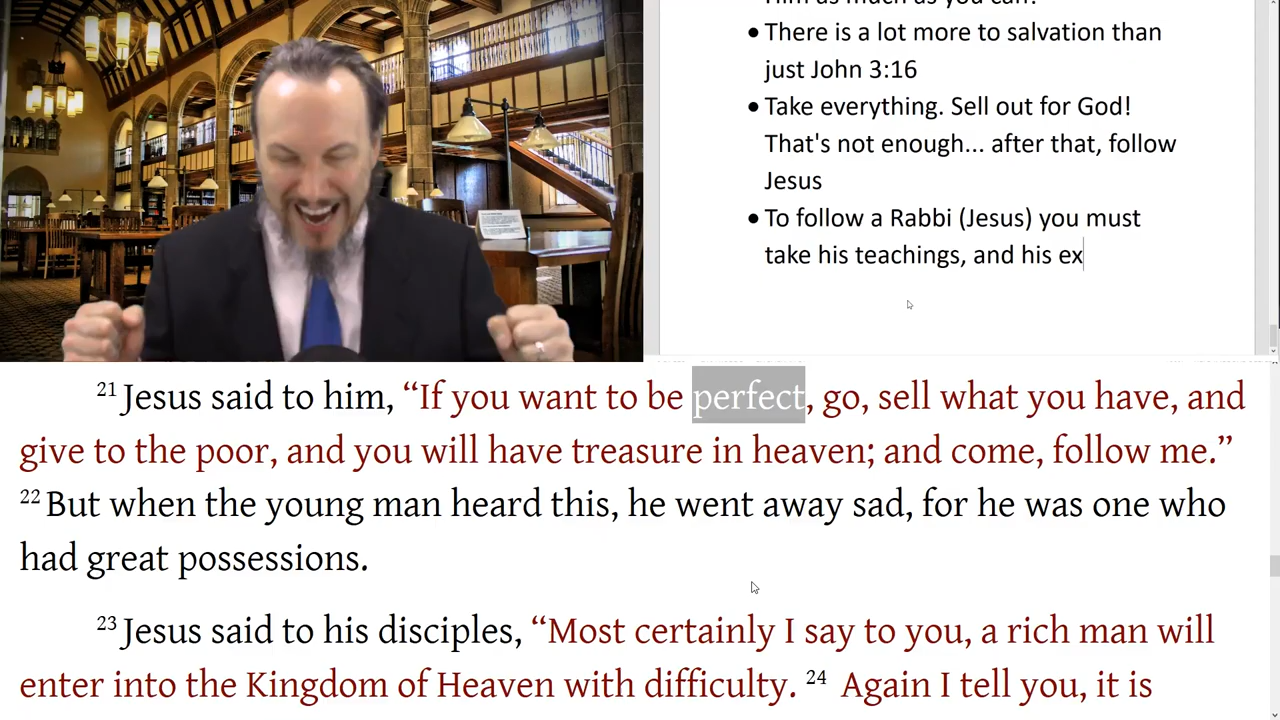 Him as much as you can!
• There is a lot more to salvation than
just John 3:16
• Take everything. Sell out for God!
That's not enough... after that, follow
Jesus
• To follow a Rabbi (Jesus) you must
take his teachings, and his ex
21 Jesus said to him, “If you want to be perfect, go, sell what you have, and
give to the poor, and you will have treasure in heaven; and come, follow me.”
22 But when the young man heard this, he went away sad, for he was one who
had great possessions.
23 Jesus said to his disciples, “Most certainly I say to you, a rich man will
enter into the Kingdom of Heaven with difficulty. 24 Again I tell you, it is